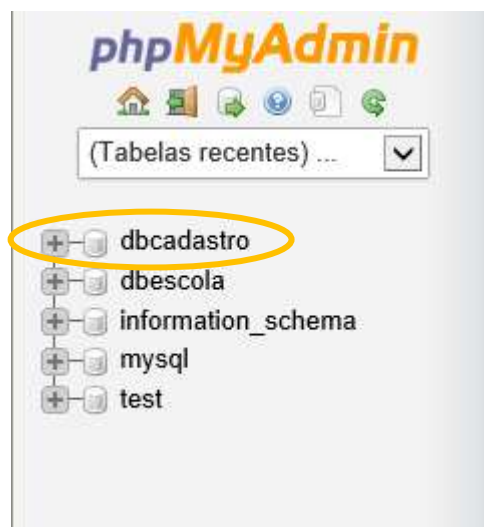 phpMyAdmin
(Tabelas recentes) ...
dbcadastro
dbescola
information_schema
mysql
test